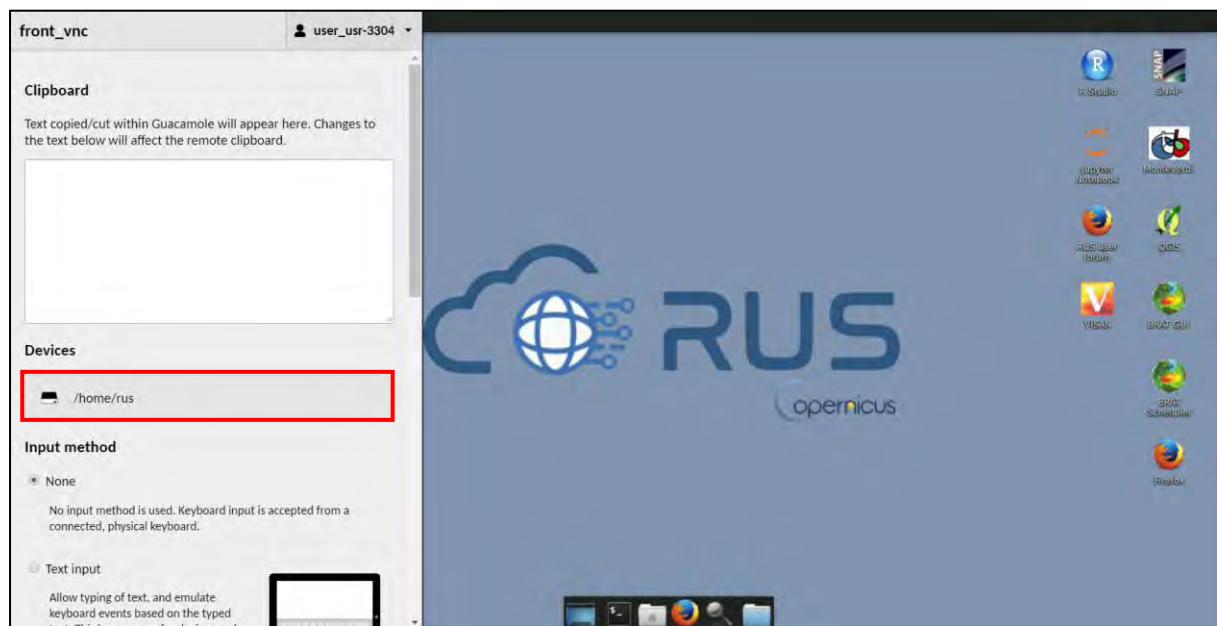 front_vnc
user_usr-3304
Clipboard
Text copied/cut within Guacamole will appear here. Changes to
the text below will affect the remote clipboard.
Devices
/home/rus
Input method
None
No input method is used. Keyboard input is accepted from a
connected, physical keyboard.
Text input
Allow typing of text, and emulate
keyboard events based on the typed
RUS
opernicus
R
R Studio
SNAP
SNAP
Jupyter
Notebook
Monteverdi
RUS user
forum
QGIS
V
VISAN
BRAT GUI
BRAT
Scheduler
Firefox